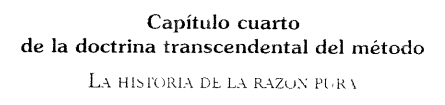 Capítulo cuarto
de la doctrina transcendental del método
LA HISTORIA DE LA RAZON PURA